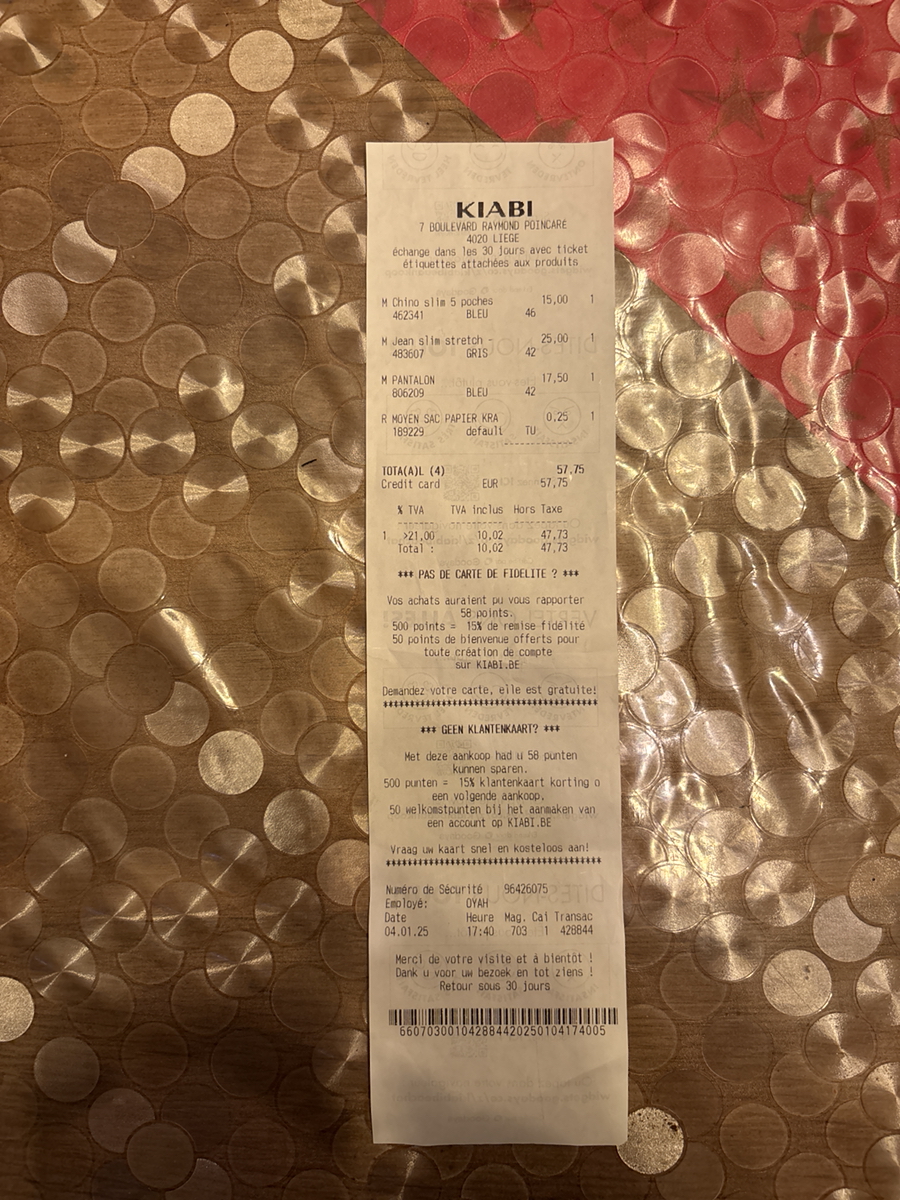 KIABI
7 BOULEVARD RAYMOND POINCARÉ
4020 LIEGE
échange dans les 30 jours avec ticket
étiquettes attachées aux produits
M Chino slim 5 poches 15,00 1
462341 BLEU 46
M Jean slim stretch 25,00 1
483607 GRIS 42
M PANTALON 17,50 1
806209 BLEU 42
R MOYEN SAC PAPIER KRA 0,25 1
189229 default TU
TOTA(A)L (4) 57.75
Credit card EUR 57,75
% TVA TVA inclus Hors Taxe
1 >21,00 10,02 47,73
Total : 10,02 47,73
*** PAS DE CARTE DE FIDELITE ? ***
Vos achats auraient pu vous rapporter
58 points.
500 points = 15% de remise fidélité
50 points de bienvenue offerts pour
toute création de compte
sur KIABI.BE
Demandez votre carte, elle est gratuite!
****************************************
*** GEEN KLANTENKAART? ***
Met deze aankoop had u 58 punten
kunnen sparen.
500 punten = 15% klantenkaart korting o
een volgende aankoop.
50 welkomstpunten bij het aanmaken van
een account op KIABI.BE
Vraag uw kaart snel en kosteloos aan!
****************************************
Numéro de Sécurité 96426075
Employé: OYAH
Date Heure Mag. Cai Transac
04.01.25 17:40 703 1 428844
Merci de votre visite et à bientôt !
Dank u voor uw bezoek en tot ziens !
Retour sous 30 jours
66070300104288442025010417​4005